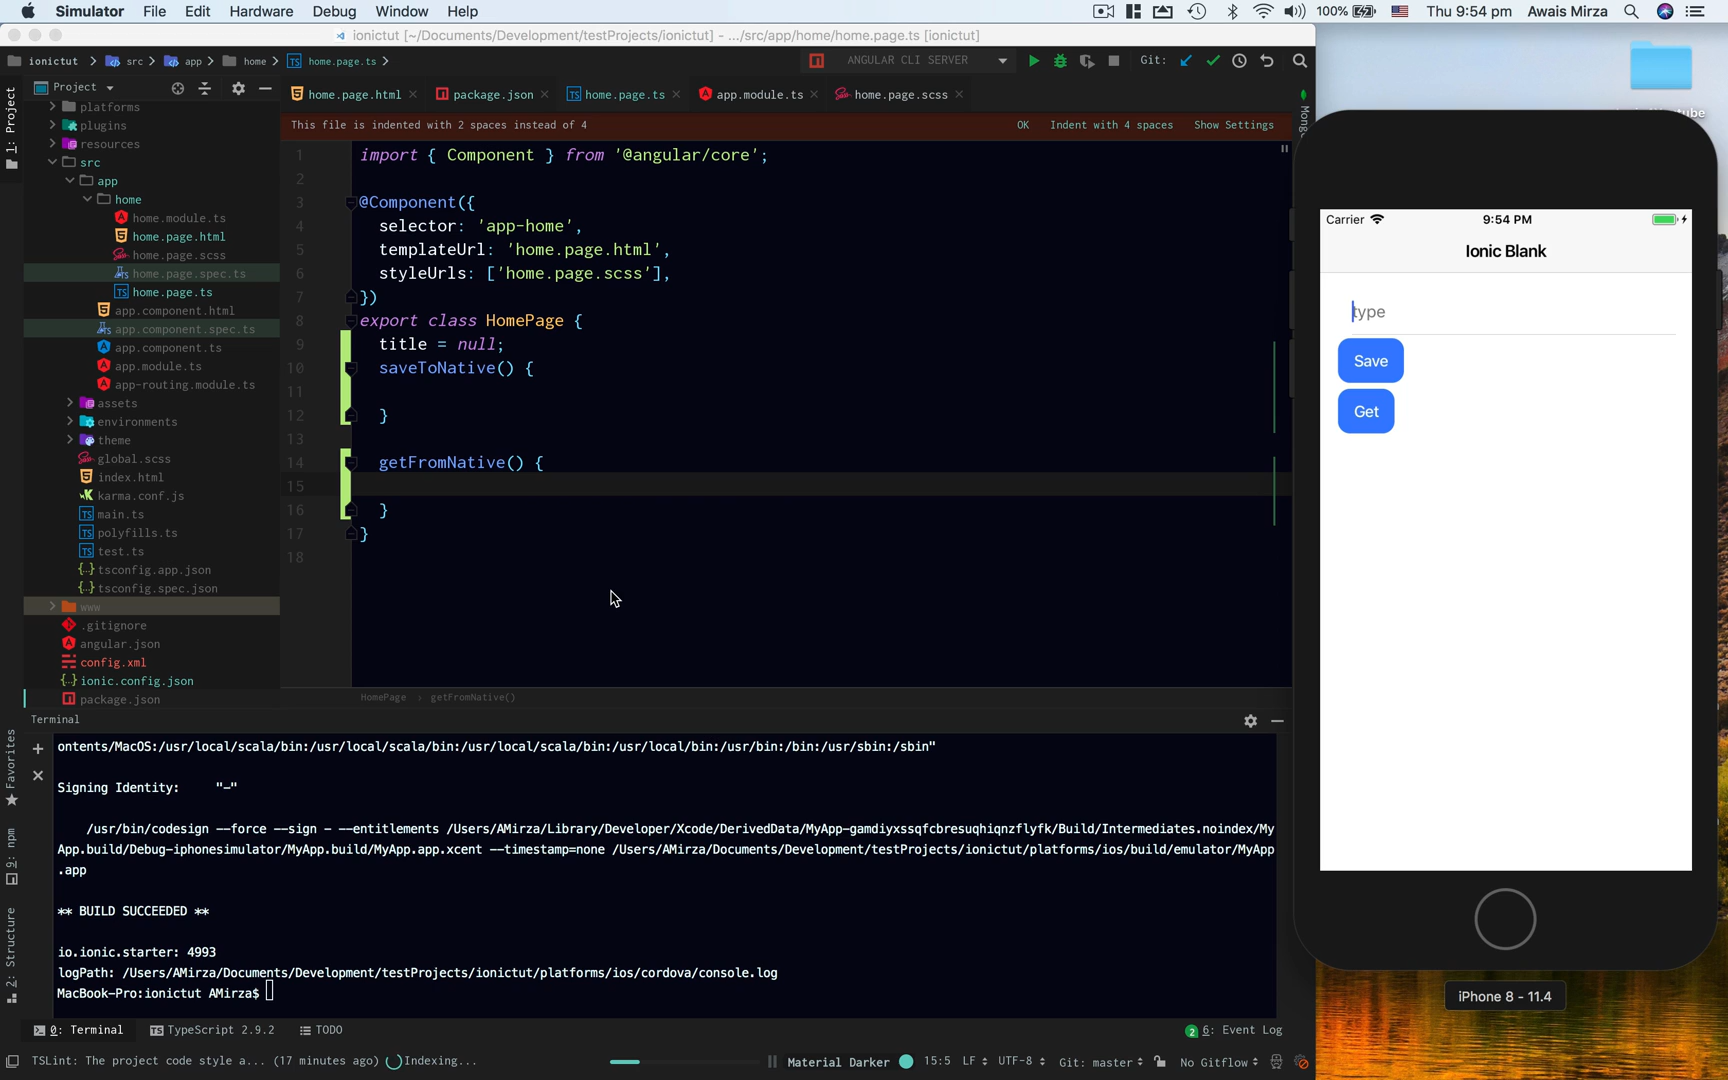 Simulator File Edit Hardware Debug Window Help 100% Thu 9:54 pm Awais Mirza
ionictut [~/Documents/Development/testProjects/ionictut] - .../src/app/home/home.page.ts [ionictut]
ionictut src app home home.page.ts ANGULAR CLI SERVER Git:
Project home.page.html package.json home.page.ts app.module.ts home.page.scss
This file is indented with 2 spaces instead of 4 OK Indent with 4 spaces Show Settings
1: Project
platforms
plugins
resources
src
app
home
home.module.ts
home.page.html
home.page.scss
home.page.spec.ts
home.page.ts
app.component.html
app.component.spec.ts
app.component.ts
app.module.ts
app-routing.module.ts
assets
environments
theme
global.scss
index.html
karma.conf.js
main.ts
polyfills.ts
test.ts
tsconfig.app.json
tsconfig.spec.json
www
.gitignore
angular.json
config.xml
ionic.config.json
package.json
1 import { Component } from '@angular/core';
2
3 @Component({
4 selector: 'app-home',
5 templateUrl: 'home.page.html',
6 styleUrls: ['home.page.scss'],
7 })
8 export class HomePage {
9 title = null;
10 saveToNative() {
11
12 }
13
14 getFromNative() {
15
16 }
17 }
18
HomePage › getFromNative()
Carrier 9:54 PM
Ionic Blank
type
Save
Get
iPhone 8 - 11.4
Terminal
Favorites
9: npm
2: Structure
ontents/MacOS:/usr/local/scala/bin:/usr/local/scala/bin:/usr/local/scala/bin:/usr/local/bin:/usr/bin:/bin:/usr/sbin:/sbin"
Signing Identity: "-"
/usr/bin/codesign --force --sign - --entitlements /Users/AMirza/Library/Developer/Xcode/DerivedData/MyApp-gamdiyxssqfcbresuqhiqnzflyfk/Build/Intermediates.noindex/My
App.build/Debug-iphonesimulator/MyApp.build/MyApp.app.xcent --timestamp=none /Users/AMirza/Documents/Development/testProjects/ionictut/platforms/ios/build/emulator/MyApp
.app
** BUILD SUCCEEDED **
io.ionic.starter: 4993
logPath: /Users/AMirza/Documents/Development/testProjects/ionictut/platforms/ios/cordova/console.log
MacBook-Pro:ionictut AMirza$
0: Terminal TypeScript 2.9.2 TODO 2 6: Event Log
TSLint: The project code style a... (17 minutes ago) Indexing... Material Darker 15:5 LF UTF-8 Git: master No Gitflow